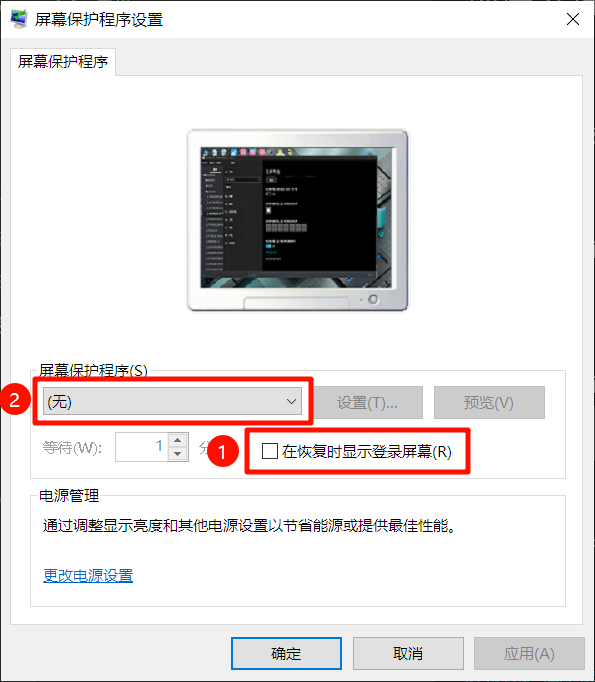 屏幕保护程序设置
屏幕保护程序
屏幕保护程序(S)
2
(无)
设置(T)...
预览(V)
等待(W):
1
1
在恢复时显示登录屏幕(R)
电源管理
通过调整显示亮度和其他电源设置以节省能源或提供最佳性能。
更改电源设置
确定
取消
应用(A)